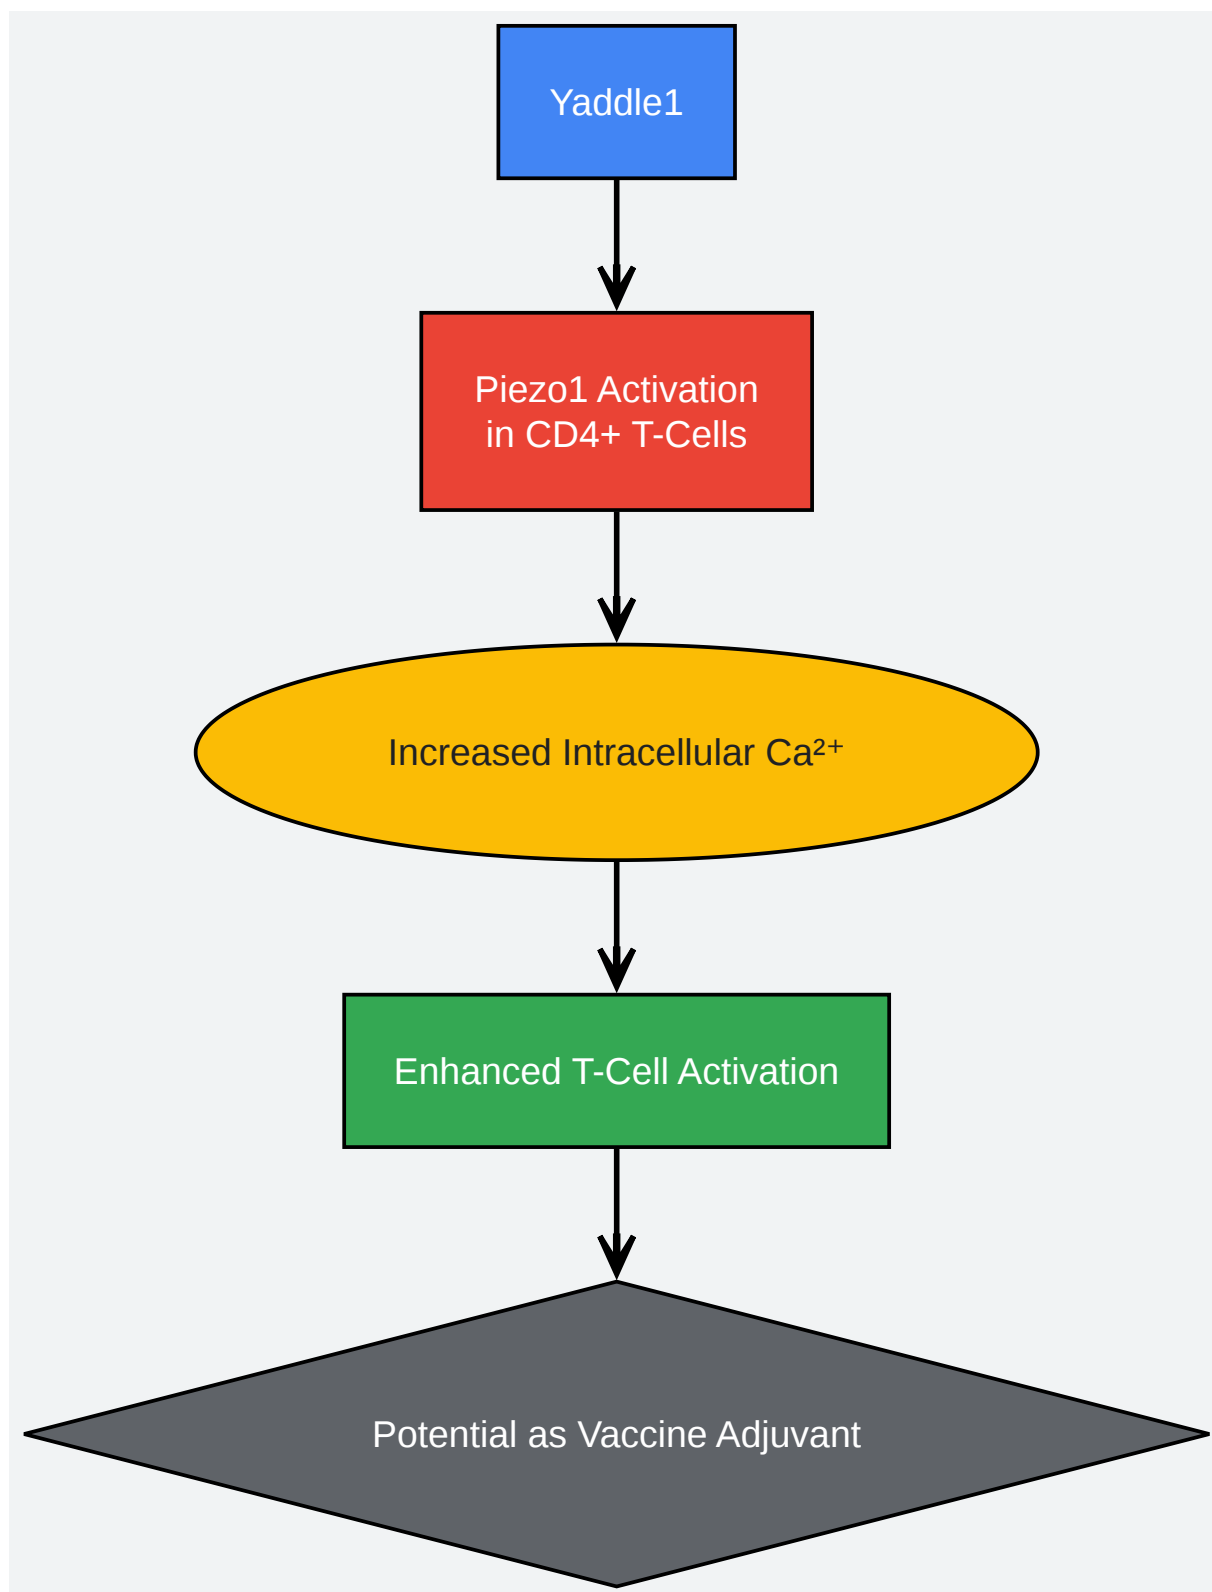 Yaddle1
Piezo1 Activation
in CD4+ T-Cells
Increased Intracellular Ca²⁺
Enhanced T-Cell Activation
Potential as Vaccine Adjuvant